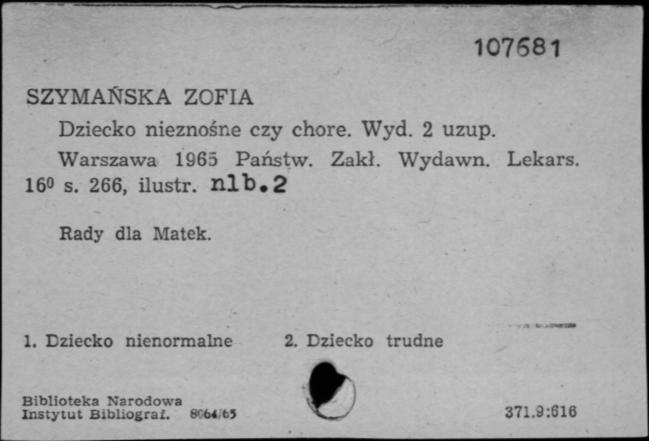 107681
SZYMAŃSKA ZOFIA
Dziecko nieznośne czy chore. Wyd. 2 uzup.
Warszawa 1965 Państw. Zakł. Wydawn. Lekars.
16⁰ s. 266, ilustr. nlb.2
Rady dla Matek.
1. Dziecko nienormalne 2. Dziecko trudne
Biblioteka Narodowa
Instytut Bibliograf. 8064/65 371.9:616